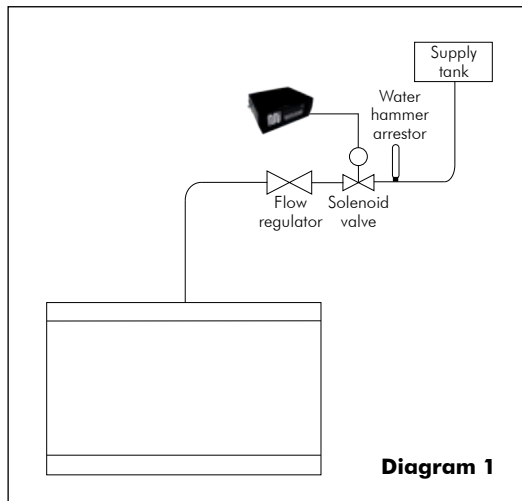 Supply
tank
Water
hammer
arrestor
Flow
regulator
Solenoid
valve
Diagram 1